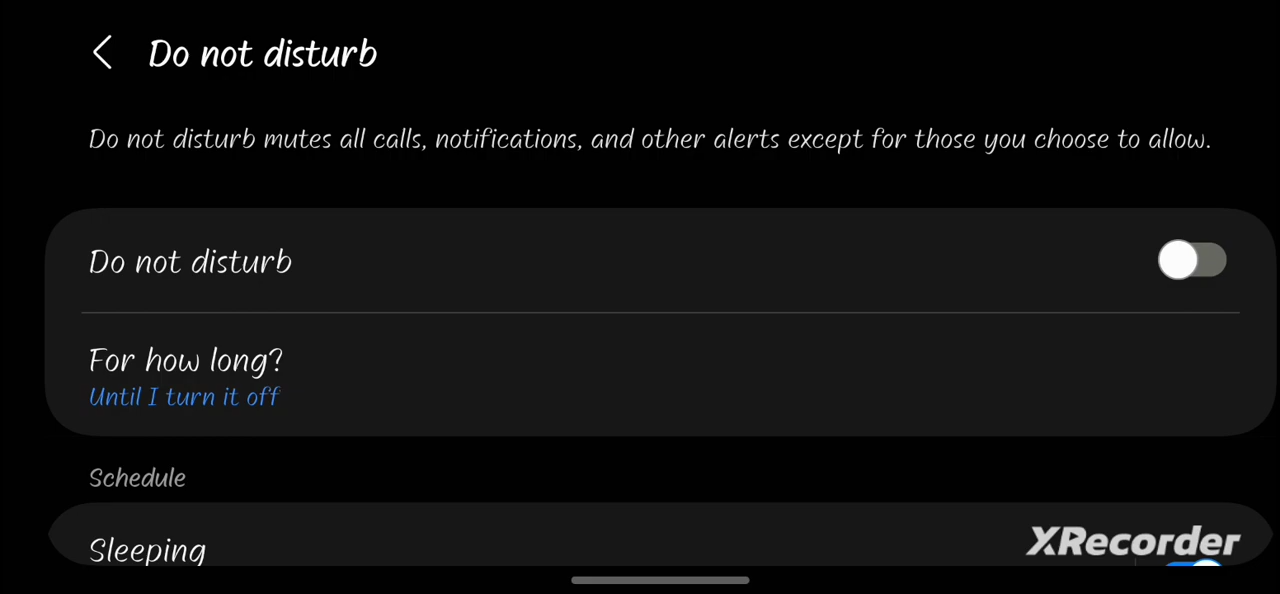 Do not disturb
Do not disturb mutes all calls, notifications, and other alerts except for those you choose to allow.
Do not disturb
For how long?
Until I turn it off
Schedule
Sleeping
XRecorder